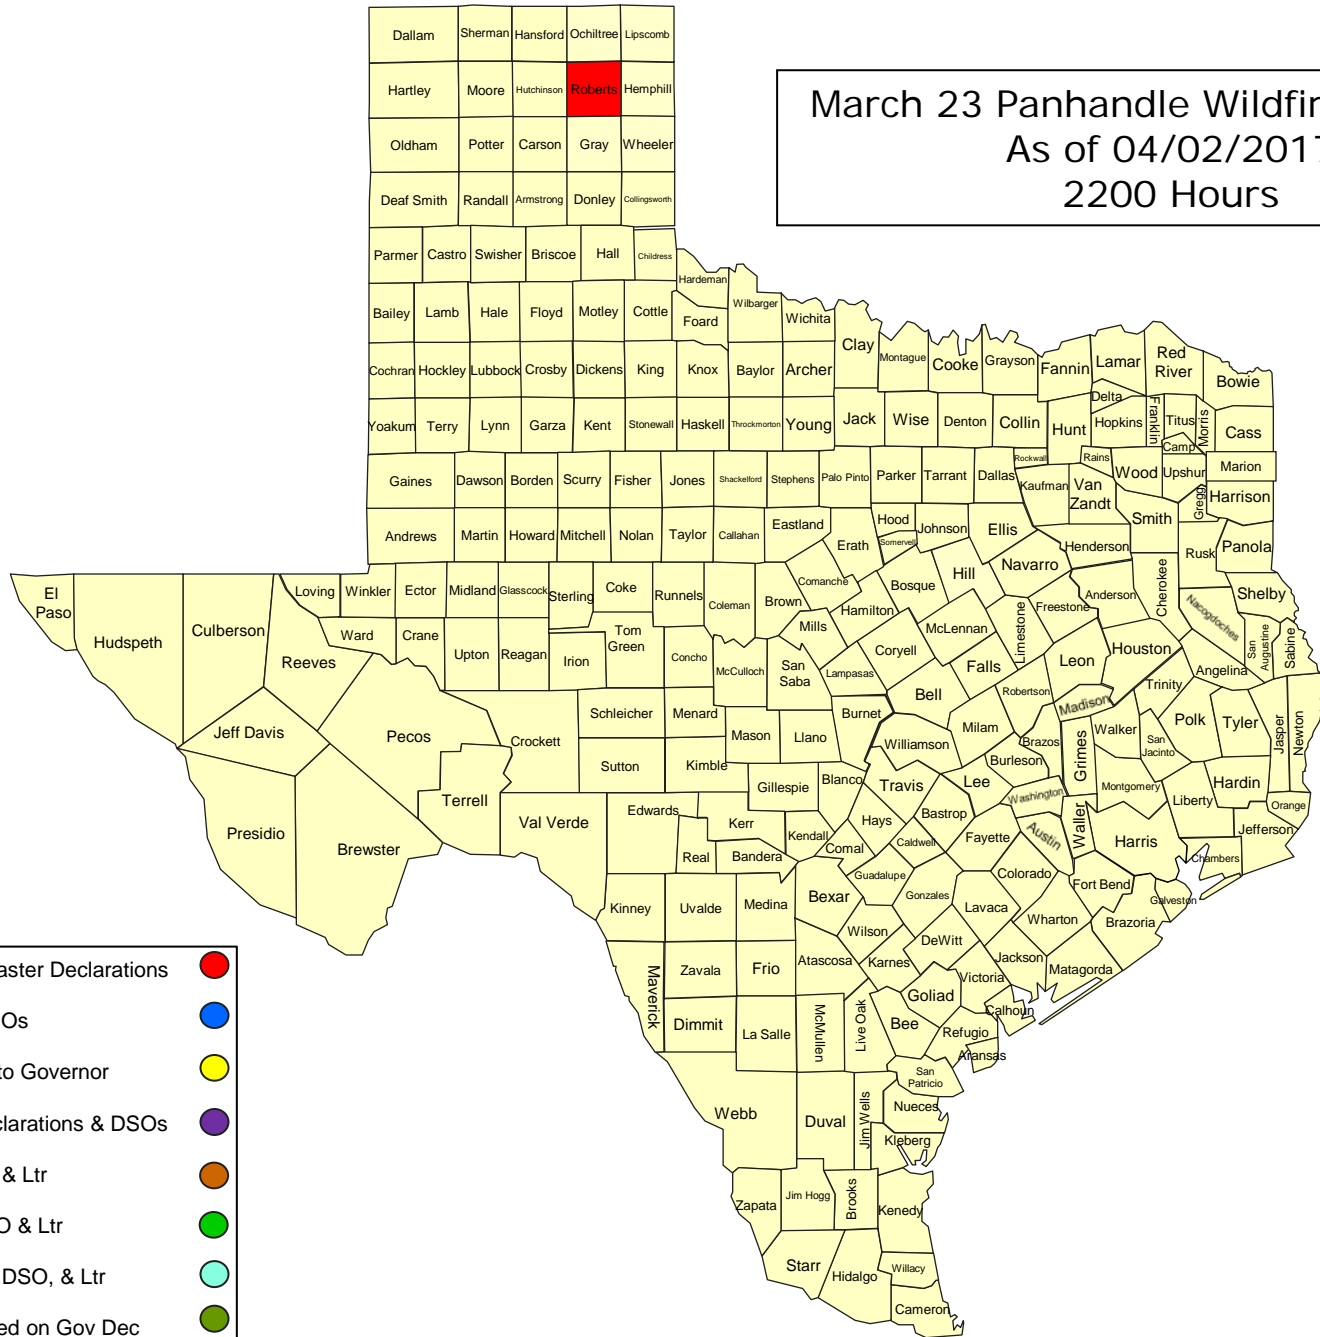 Dallam Sherman Hansford Ochiltree Lipscomb
Hartley Moore Hutchinson Roberts Hemphill
March 23 Panhandle
As of 04/02/2017
2200 Hours
Oldham Potter Carson Gray Wheeler
Deaf Smith Randall Armstrong Donley Collingsworth
Parmer Castro Swisher Briscoe Hall Childress
Hardeman
Bailey Lamb Hale Floyd Motley Cottle Foard Wilbarger Wichita
Clay Montague Cooke Grayson Fannin Lamar Red River Bowie
Cochran Hockley Lubbock Crosby Dickens King Knox Baylor Archer
Delta
Yoakum Terry Lynn Garza Kent Stonewall Haskell Throckmorton Young Jack Wise Denton Collin Hunt Hopkins Franklin Titus Morris Cass
Camp
Gaines Dawson Borden Scurry Fisher Jones Shackelford Stephens Palo Pinto Parker Tarrant Dallas Rockwall Kaufman Rains Van Zandt Wood Upshur Gregg Marion
Harrison
Andrews Martin Howard Mitchell Nolan Taylor Callahan Eastland Erath Hood Somervell Johnson Ellis Henderson Smith Rusk Panola
El Paso Hudspeth Culberson Loving Winkler Ector Midland Glasscock Sterling Coke Runnels Coleman Brown Comanche Hamilton Bosque Hill Navarro Freestone Anderson Cherokee Nacogdoches Shelby
Reeves Ward Crane Upton Reagan Irion Tom Green Concho McCulloch San Saba Mills Lampasas Coryell McLennan Limestone Falls Leon Houston Angelina San Augustine Sabine
Jeff Davis Pecos Crockett Schleicher Menard Mason Llano Burnet Bell Milam Robertson Madison Trinity Walker San Jacinto Polk Tyler Jasper Newton
Terrell Sutton Kimble Gillespie Blanco Williamson Travis Lee Burleson Brazos Grimes Washington Montgomery Liberty Hardin Orange
Presidio Brewster Val Verde Edwards Kerr Real Bandera Kendall Comal Hays Caldwell Bastrop Fayette Austin Waller Harris Chambers Jefferson
Kinney Uvalde Medina Bexar Guadalupe Gonzales Lavaca Colorado Wharton Fort Bend Brazoria Galveston
Maverick Zavala Frio Atascosa Wilson Karnes DeWitt Victoria Jackson Matagorda
Dimmit La Salle McMullen Live Oak Bee Goliad Refugio Calhoun Aransas
Webb Duval Jim Wells San Patricio Nueces Kleberg
Zapata Jim Hogg Brooks Kenedy
Starr Hidalgo Willacy Cameron
Declarations
to Governor
& DSOs
& Ltr
& Ltr
DSO, & Ltr
on Gov Dec